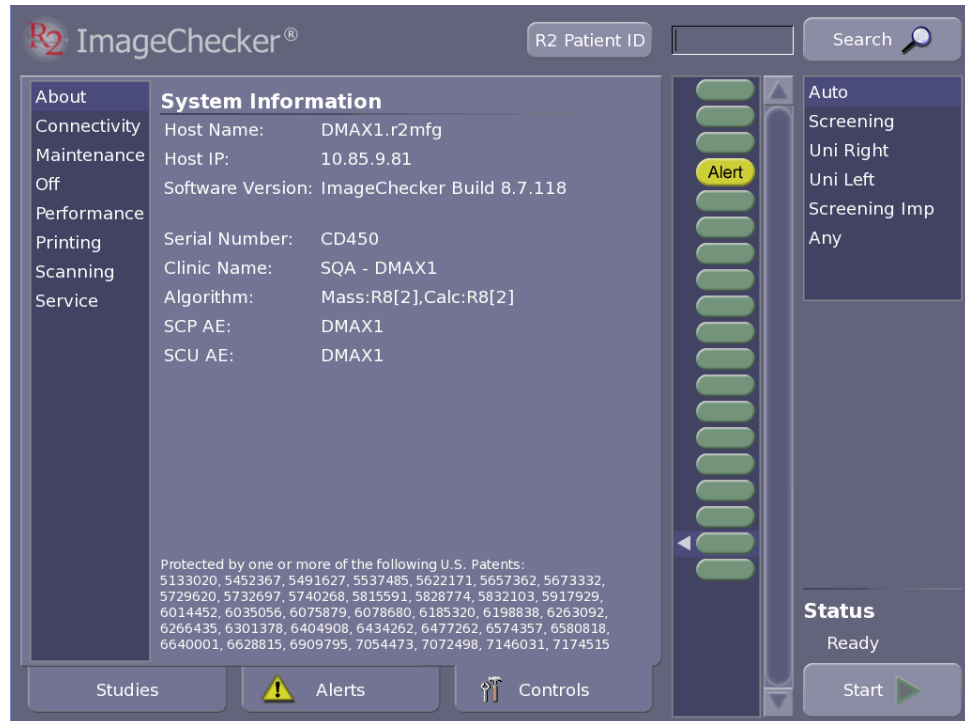 R2 ImageChecker®
R2 Patient ID
Search
About
Connectivity
Maintenance
Off
Performance
Printing
Scanning
Service
System Information
Host Name: DMAX1.r2mfg
Host IP: 10.85.9.81
Software Version: ImageChecker Build 8.7.118
Serial Number: CD450
Clinic Name: SQA - DMAX1
Algorithm: Mass:R8[2],Calc:R8[2]
SCP AE: DMAX1
SCU AE: DMAX1
Protected by one or more of the following U.S. Patents:
5133020, 5452367, 5491627, 5537485, 5622171, 5657362, 5673332,
5729620, 5732697, 5740268, 5815591, 5828774, 5832103, 5917929,
6014452, 6035056, 6075879, 6078680, 6185320, 6198838, 6263092,
6266435, 6301378, 6404908, 6434262, 6477262, 6574357, 6580818,
6640001, 6628815, 6909795, 7054473, 7072498, 7146031, 7174515
Alert
Auto
Screening
Uni Right
Uni Left
Screening Imp
Any
Status
Ready
Studies
Alerts
Controls
Start